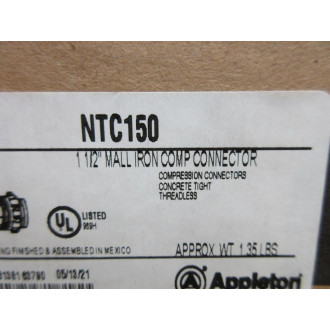 NTC150
1 1/2" MALL IRON COMP CONNECTOR
COMPRESSION CONNECTORS
CONCRETE TIGHT
THREADLESS
UL LISTED
FINISHED & ASSEMBLED IN MEXICO
APPROX. WT. 1.35 LBS
05/13/21
Appleton